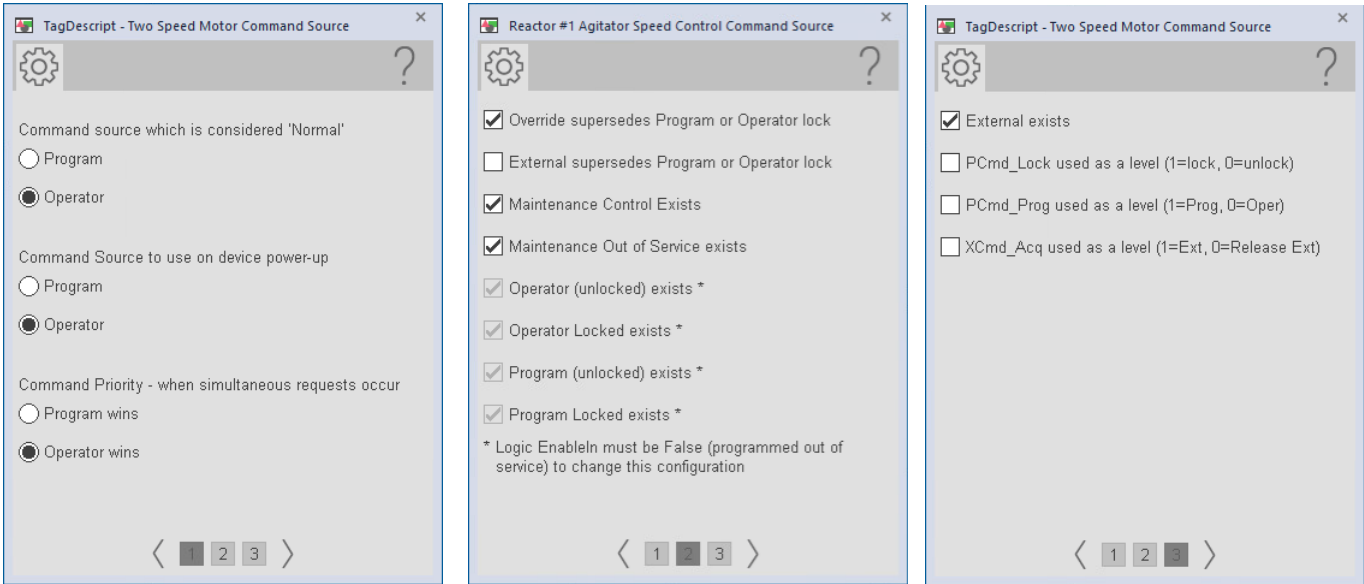 TagDescript - Two Speed Motor Command Source
×
?
Command source which is considered 'Normal'
Program
Operator
Command Source to use on device power-up
Program
Operator
Command Priority - when simultaneous requests occur
Program wins
Operator wins
1 2 3
Reactor #1 Agitator Speed Control Command Source
×
?
Override supersedes Program or Operator lock
External supersedes Program or Operator lock
Maintenance Control Exists
Maintenance Out of Service exists
Operator (unlocked) exists *
Operator Locked exists *
Program (unlocked) exists *
Program Locked exists *
* Logic EnableIn must be False (programmed out of
service) to change this configuration
1 2 3
TagDescript - Two Speed Motor Command Source
×
?
External exists
PCmd_Lock used as a level (1=lock, 0=unlock)
PCmd_Prog used as a level (1=Prog, 0=Oper)
XCmd_Acq used as a level (1=Ext, 0=Release Ext)
1 2 3